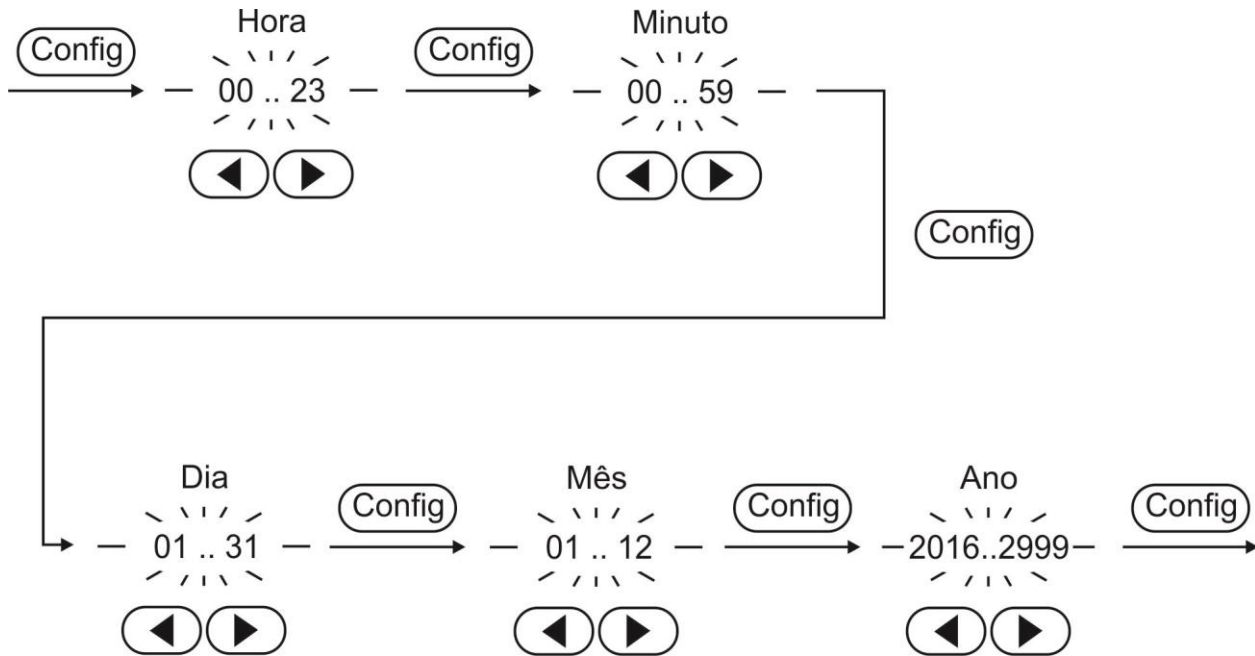 Hora
Minuto
Config
Config
00 .. 23
00 .. 59
Config
Dia
Mês
Ano
Config
Config
Config
01 .. 31
01 .. 12
2016..2999